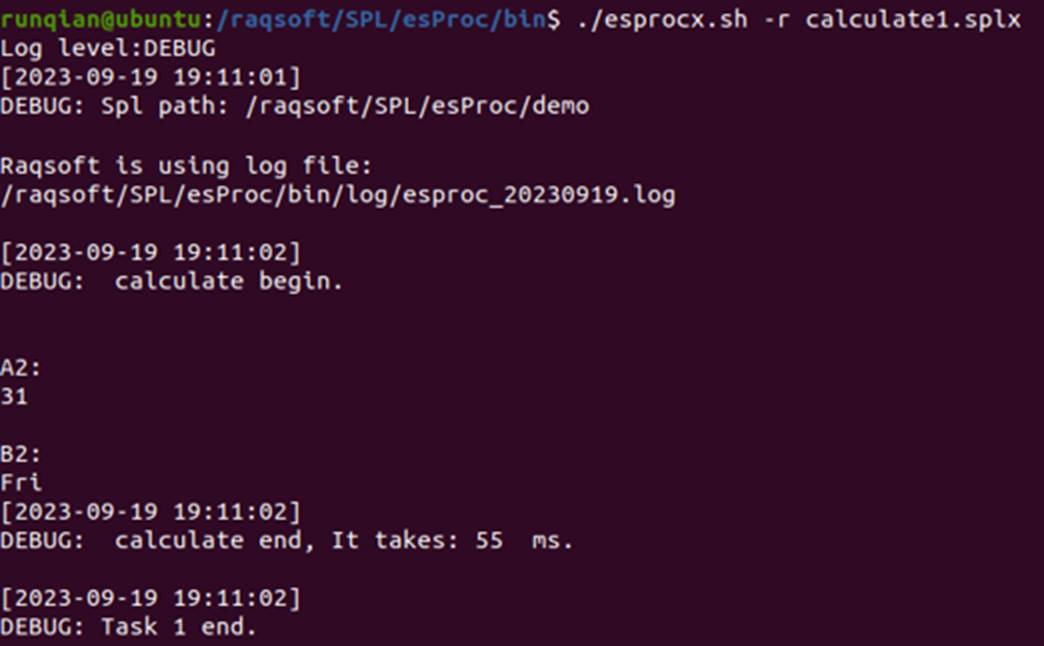 runqian@ubuntu:/raqsoft/SPL/esProc/bin$ ./esprocx.sh -r calculate1.splx
Log level:DEBUG
[2023-09-19 19:11:01]
DEBUG: Spl path: /raqsoft/SPL/esProc/demo
Raqsoft is using log file:
/raqsoft/SPL/esProc/bin/log/esproc_20230919.log
[2023-09-19 19:11:02]
DEBUG:  calculate begin.
A2:
31
B2:
Fri
[2023-09-19 19:11:02]
DEBUG:  calculate end, It takes: 55  ms.
[2023-09-19 19:11:02]
DEBUG: Task 1 end.